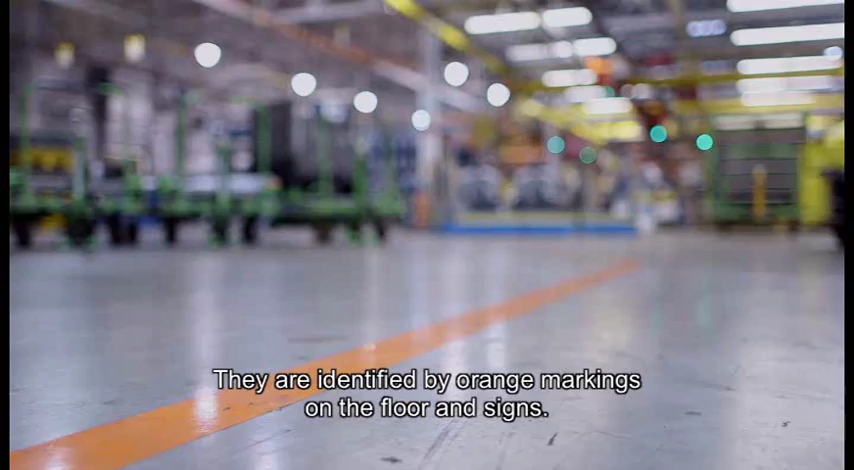 They are identified by orange markings
on the floor and signs.